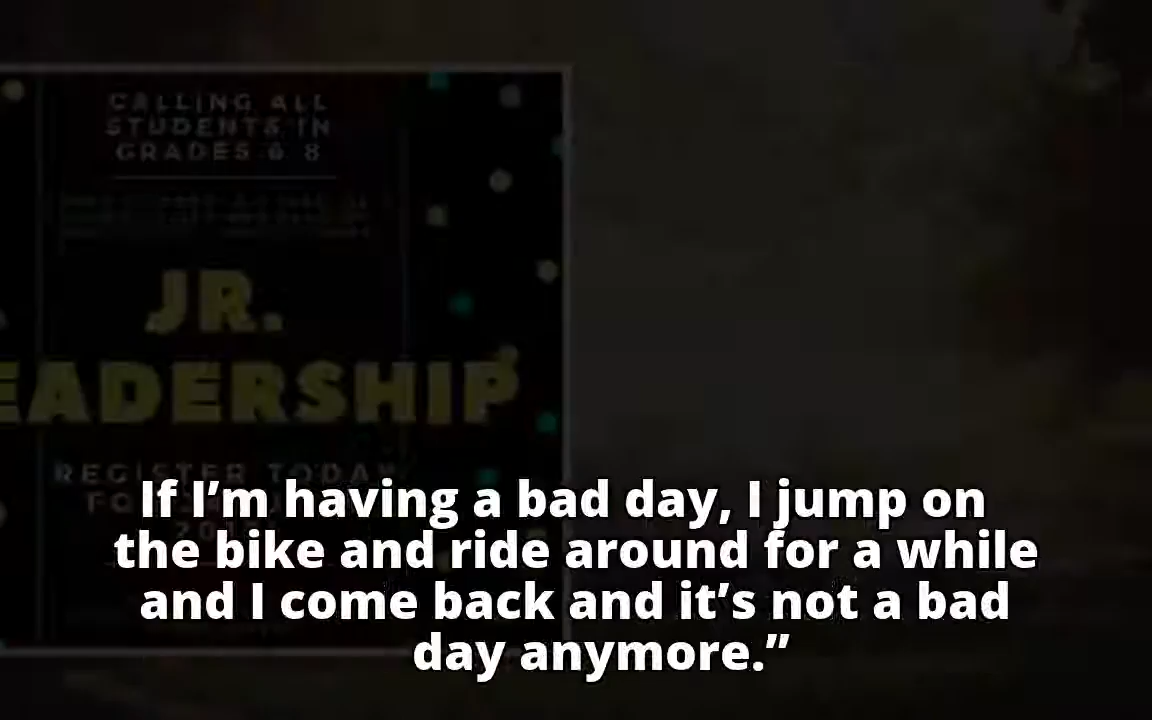 CALLING ALL
STUDENTS IN
GRADES 6 8
JR.
EADERSHIP
REGISTER TODAY
If I’m having a bad day, I jump on
the bike and ride around for a while
and I come back and it’s not a bad
day anymore.”